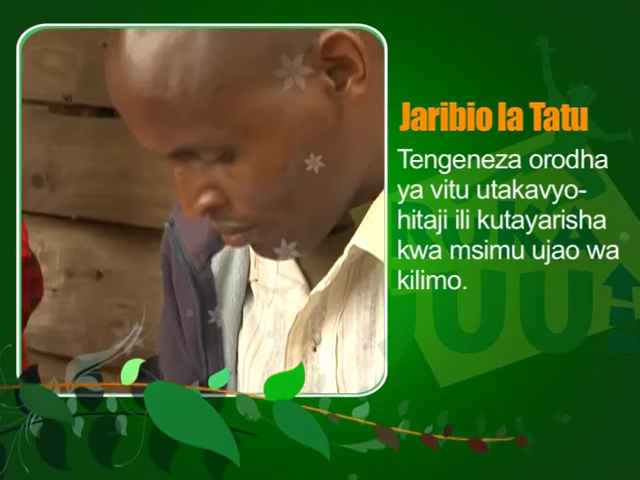 Jaribio la Tatu
Tengeneza orodha
ya vitu utakavyo-
hitaji ili kutayarisha
kwa msimu ujao wa
kilimo.